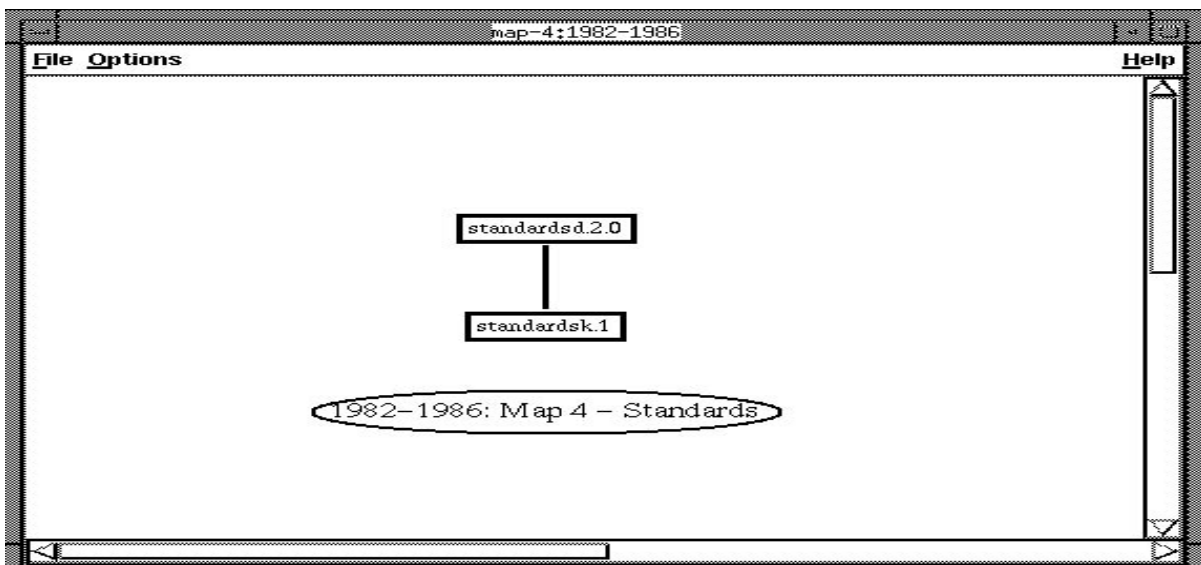 map-4:1982-1986
File Options Help
standardsd.2.0
standardsk.1
1982-1986: Map 4 - Standards